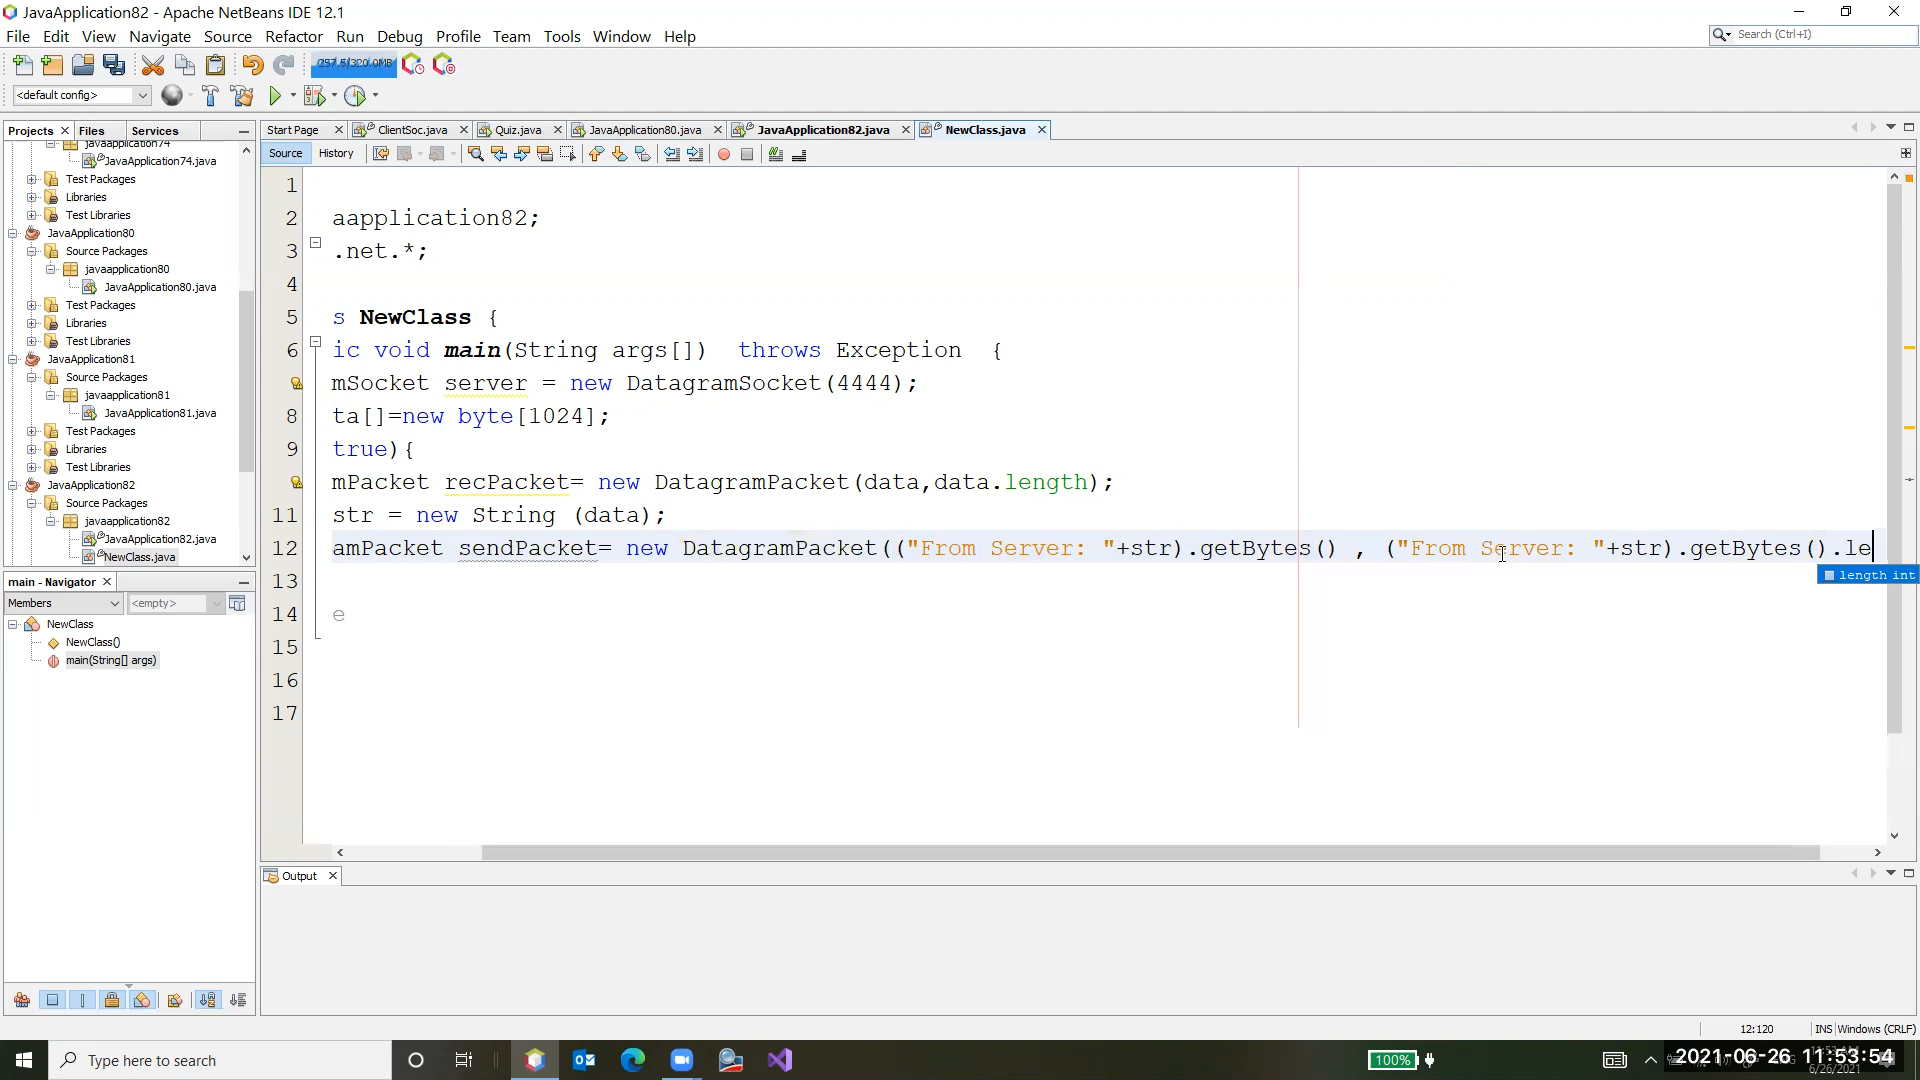 JavaApplication82 - Apache NetBeans IDE 12.1
File Edit View Navigate Source Refactor Run Debug Profile Team Tools Window Help
Search (Ctrl+I)
257.5/320.0MB
<default config>
Projects Files Services
Start Page ClientSoc.java Quiz.java JavaApplication80.java JavaApplication82.java NewClass.java
Source History
javaapplication74
JavaApplication74.java
Test Packages
Libraries
Test Libraries
JavaApplication80
Source Packages
javaapplication80
JavaApplication80.java
Test Packages
Libraries
Test Libraries
JavaApplication81
Source Packages
javaapplication81
JavaApplication81.java
Test Packages
Libraries
Test Libraries
JavaApplication82
Source Packages
javaapplication82
JavaApplication82.java
NewClass.java
1
2 aapplication82;
3 .net.*;
4
5 s NewClass {
6 ic void main(String args[])  throws Exception  {
mSocket server = new DatagramSocket(4444);
8 ta[]=new byte[1024];
9 true){
mPacket recPacket= new DatagramPacket(data,data.length);
11 str = new String (data);
12 amPacket sendPacket= new DatagramPacket(("From Server: "+str).getBytes() , ("From Server: "+str).getBytes().le
length int
13
14 e
15
16
17
main - Navigator
Members <empty>
NewClass
NewClass()
main(String[] args)
Output
12:120 INS Windows (CRLF)
Type here to search
100%
2021-06-26 11:53:54
6/26/2021